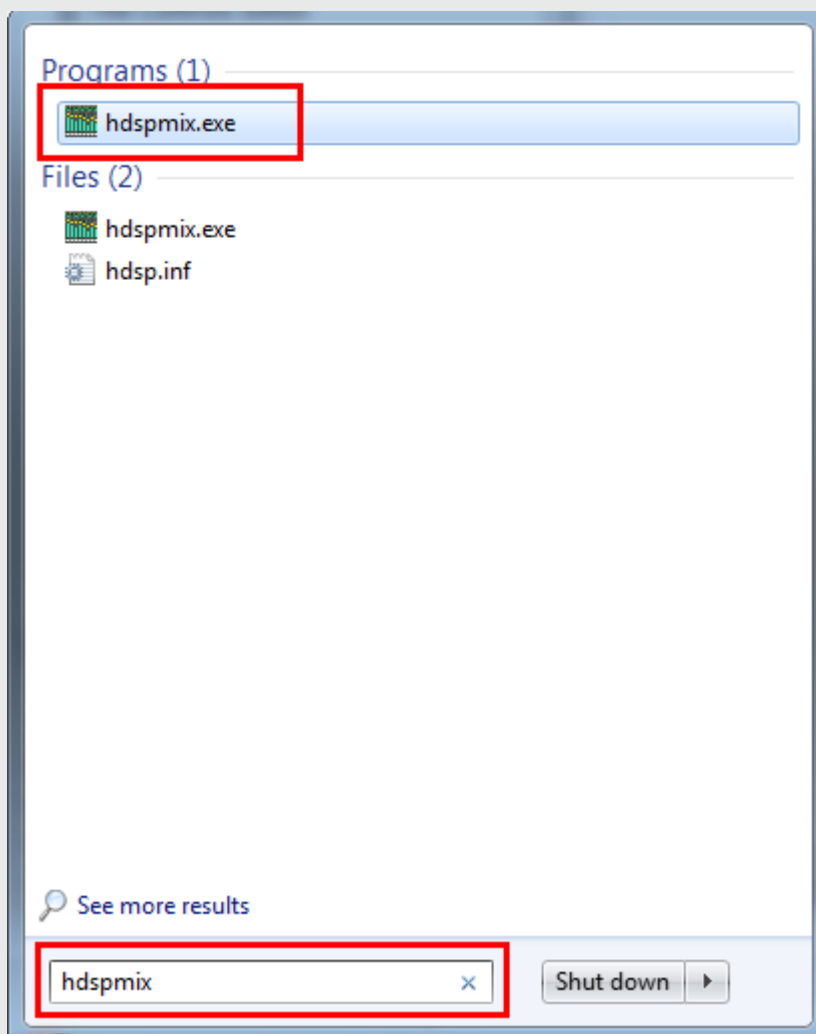 Programs (1)
hdspmix.exe
Files (2)
hdspmix.exe
hdsp.inf
See more results
hdspmix
Shut down